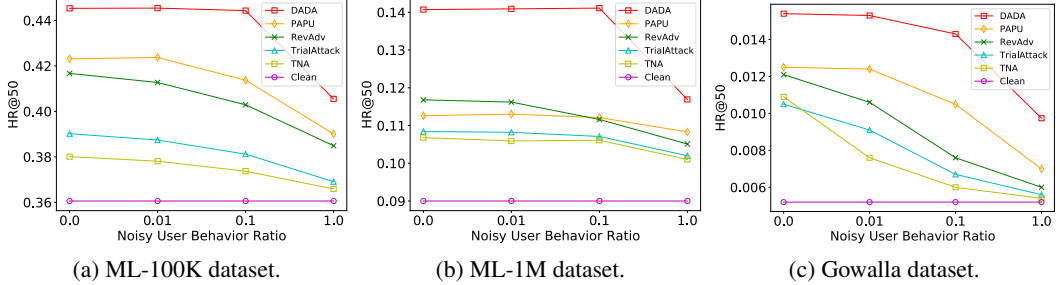 0.44
0.42
0.40
0.38
0.36
HR@50
0.0
0.01
0.1
1.0
Noisy User Behavior Ratio
DADA
PAPU
RevAdv
TrialAttack
TNA
Clean
(a) ML-100K dataset.
0.14
0.13
0.12
0.11
0.10
0.09
HR@50
0.0
0.01
0.1
1.0
Noisy User Behavior Ratio
DADA
PAPU
RevAdv
TrialAttack
TNA
Clean
(b) ML-1M dataset.
0.014
0.012
0.010
0.008
0.006
HR@50
0.0
0.01
0.1
1.0
Noisy User Behavior Ratio
DADA
PAPU
RevAdv
TrialAttack
TNA
Clean
(c) Gowalla dataset.